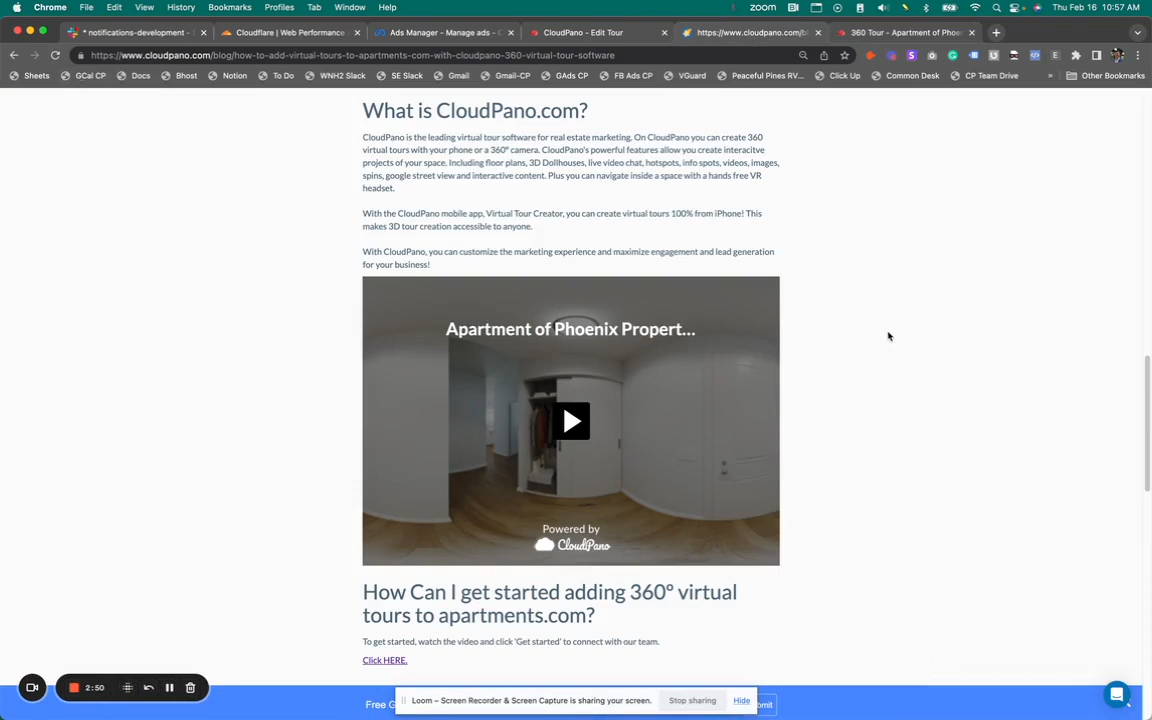 Chrome File Edit View History Bookmarks Profiles Tab Window Help zoom Thu Feb 16 10:57 AM
* notifications-development - Cloudflare | Web Performance Ads Manager - Manage ads - C CloudPano - Edit Tour https://www.cloudpano.com/bl 360 Tour - Apartment of Phoe
https://www.cloudpano.com/blog/how-to-add-virtual-tours-to-apartments-com-with-cloudpano-360-virtual-tour-software
Sheets GCal CP Docs Bhost Notion To Do WNH2 Slack SE Slack Gmail Gmail-CP GAds CP FB Ads CP VGuard Peaceful Pines RV... Click Up Common Desk CP Team Drive » Other Bookmarks
What is CloudPano.com?
CloudPano is the leading virtual tour software for real estate marketing. On CloudPano you can create 360
virtual tours with your phone or a 360º camera. CloudPano's powerful features allow you create interacitve
projects of your space. Including floor plans, 3D Dollhouses, live video chat, hotspots, info spots, videos, images,
spins, google street view and interactive content. Plus you can navigate inside a space with a hands free VR
headset.
With the CloudPano mobile app, Virtual Tour Creator, you can create virtual tours 100% from iPhone! This
makes 3D tour creation accessible to anyone.
With CloudPano, you can customize the marketing experience and maximize engagement and lead generation
for your business!
Apartment of Phoenix Propert...
Powered by
CloudPano
How Can I get started adding 360º virtual
tours to apartments.com?
To get started, watch the video and click 'Get started' to connect with our team.
Click HERE.
2:50
Free G
Loom – Screen Recorder & Screen Capture is sharing your screen. Stop sharing Hide
omit